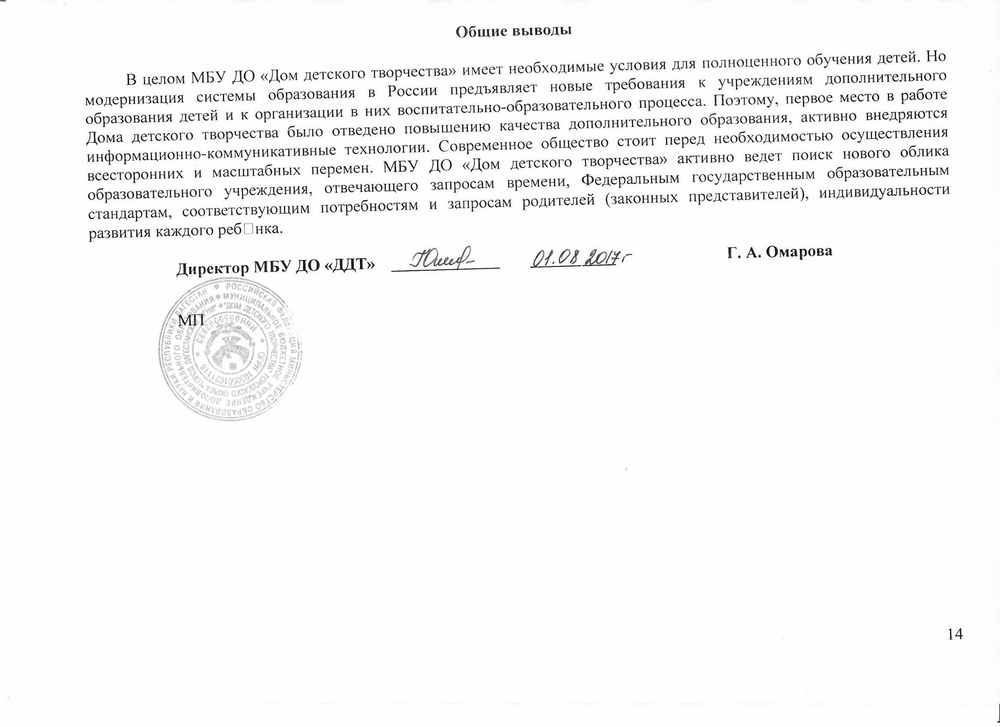 Общие выводы
В целом МБУ ДО «Дом детского творчества» имеет необходимые условия для полноценного обучения детей. Но
модернизация системы образования в России предъявляет новые требования к учреждениям дополнительного
образования детей и к организации в них воспитательно-образовательного процесса. Поэтому, первое место в работе
Дома детского творчества было отведено повышению качества дополнительного образования, активно внедряются
информационно-коммуникативные технологии. Современное общество стоит перед необходимостью осуществления
всесторонних и масштабных перемен. МБУ ДО «Дом детского творчества» активно ведет поиск нового облика
образовательного учреждения, отвечающего запросам времени, Федеральным государственным образовательным
стандартам, соответствующим потребностям и запросам родителей (законных представителей), индивидуальности
развития каждого реб□нка.
Директор МБУ ДО «ДДТ» 01.08 2017г Г. А. Омарова
МП
* РОССИЙСКАЯ ФЕДЕРАЦИЯ МИНИСТЕРСТВО ОБРАЗОВАНИЯ И НАУКИ РЕСПУБЛИКИ ДАГЕСТАН
* МУНИЦИПАЛЬНОЕ БЮДЖЕТНОЕ УЧРЕЖДЕНИЕ ДОПОЛНИТЕЛЬНОГО ОБРАЗОВАНИЯ
* "ДОМ ДЕТСКОГО ТВОРЧЕСТВА" ГОРОДСКОГО ОКРУГА "ГОРОД ДАГЕСТАНСКИЕ ОГНИ"
* ОГРН 1030501621116 * ИНН 0550003823
14